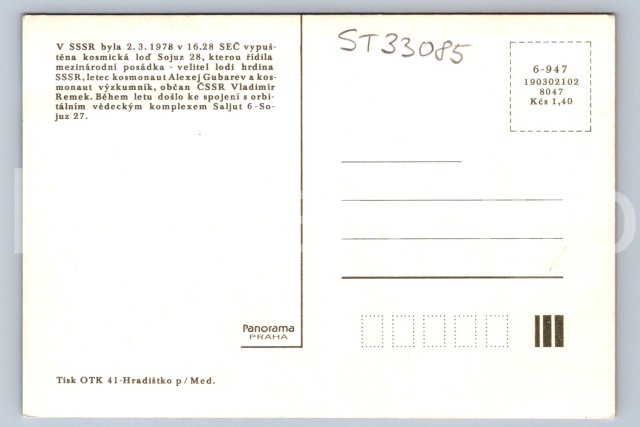 V SSSR byla 2. 3. 1978 v 16.28 SEČ vypuš-
těna kosmická loď Sojuz 28, kterou řídila
mezinárodní posádka - velitel lodi hrdina
SSSR, letec kosmonaut Alexej Gubarev a kos-
monaut výzkumník, občan ČSSR Vladimír
Remek. Během letu došlo ke spojení s orbi-
tálním vědeckým komplexem Saljut 6 - So-
juz 27.
ST33085
6-947
190302102
8047
Kčs 1,40
Panorama
PRAHA
Tisk OTK 41-Hradištko p/Med.